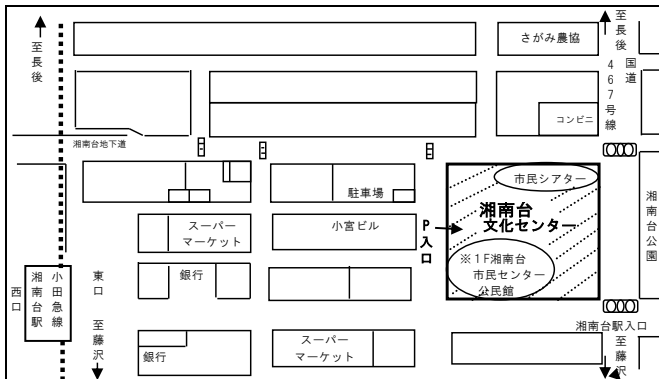 至長後
さがみ農協
至長後
国道
467号線
コンビニ
湘南台地下道
市民シアター
駐車場
湘南台
文化センター
湘南台公園
P入口
スーパー
マーケット
小宮ビル
※1F湘南台
市民センター
公民館
西口
湘南台駅
小田急線
東口
銀行
湘南台駅入口
至藤沢
至藤沢
銀行
スーパー
マーケット